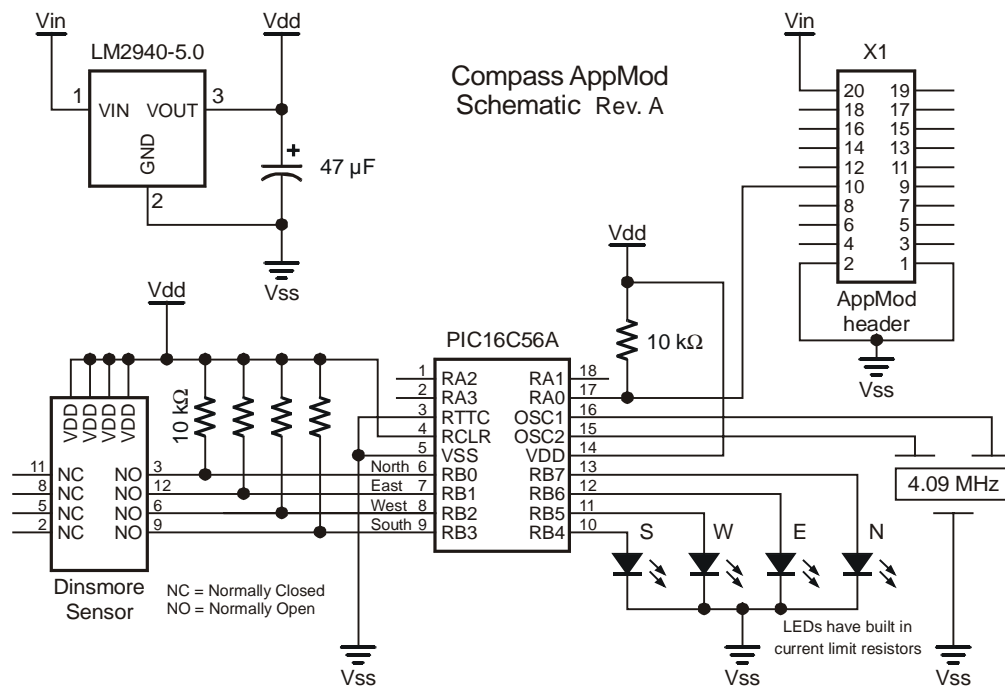 Vin
Vdd
LM2940-5.0
1
VIN
VOUT
3
GND
2
47 µF
Vss
Compass AppMod
Schematic Rev. A
Vin
X1
20 19
18 17
16 15
14 13
12 11
10 9
8 7
6 5
4 3
2 1
AppMod
header
Vss
Vdd
10 kΩ
Vdd
VDD
VDD
VDD
VDD
10 kΩ
11 NC NO 3
8 NC NO 12
5 NC NO 6
2 NC NO 9
Dinsmore
Sensor
NC = Normally Closed
NO = Normally Open
PIC16C56A
1 RA2 RA1 18
2 RA3 RA0 17
3 RTTC OSC1 16
4 RCLR OSC2 15
5 VSS VDD 14
North 6 RB0 RB7 13
East 7 RB1 RB6 12
West 8 RB2 RB5 11
South 9 RB3 RB4 10
Vss
S W E N
Vss
LEDs have built in
current limit resistors
4.09 MHz
Vss